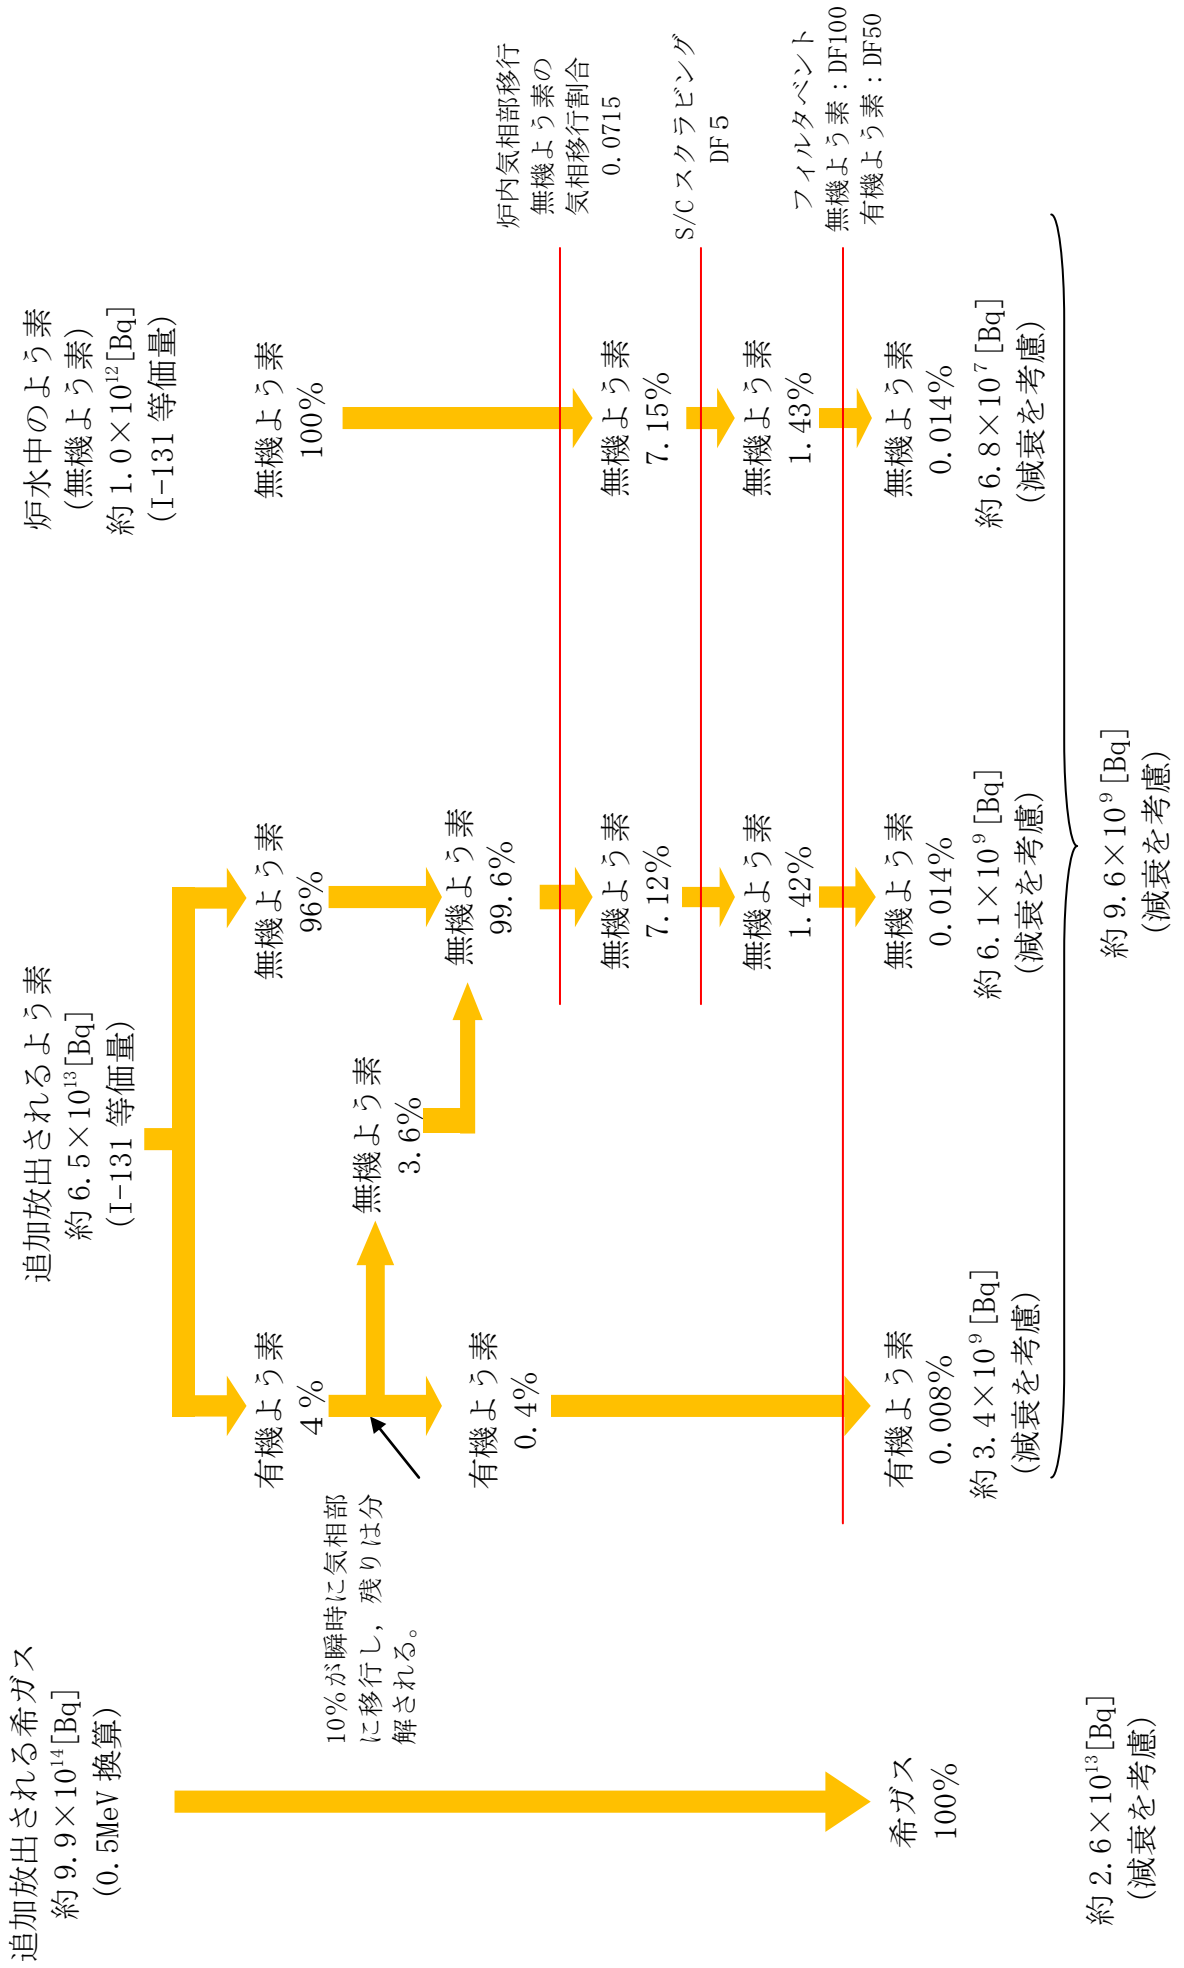 追加放出される希ガス
約 9.9×10¹⁴[Bq]
(0.5MeV 換算)
希ガス
100%
約 2.6×10¹³[Bq]
(減衰を考慮)
追加放出されるよう素
約 6.5×10¹³[Bq]
(I-131 等価量)
有機よう素
4%
10%が瞬時に気相部
に移行し，残りは分
解される。
無機よう素
3.6%
有機よう素
0.4%
有機よう素
0.008%
約 3.4×10⁹[Bq]
(減衰を考慮)
無機よう素
96%
無機よう素
99.6%
無機よう素
7.12%
無機よう素
1.42%
無機よう素
0.014%
約 6.1×10⁹[Bq]
(減衰を考慮)
炉水中のよう素
(無機よう素)
約 1.0×10¹²[Bq]
(I-131 等価量)
無機よう素
100%
無機よう素
7.15%
無機よう素
1.43%
無機よう素
0.014%
約 6.8×10⁷[Bq]
(減衰を考慮)
炉内気相部移行
無機よう素の
気相移行割合
0.0715
S/C スクラビング
DF5
フィルタベント
無機よう素：DF100
有機よう素：DF50
約 9.6×10⁹[Bq]
(減衰を考慮)